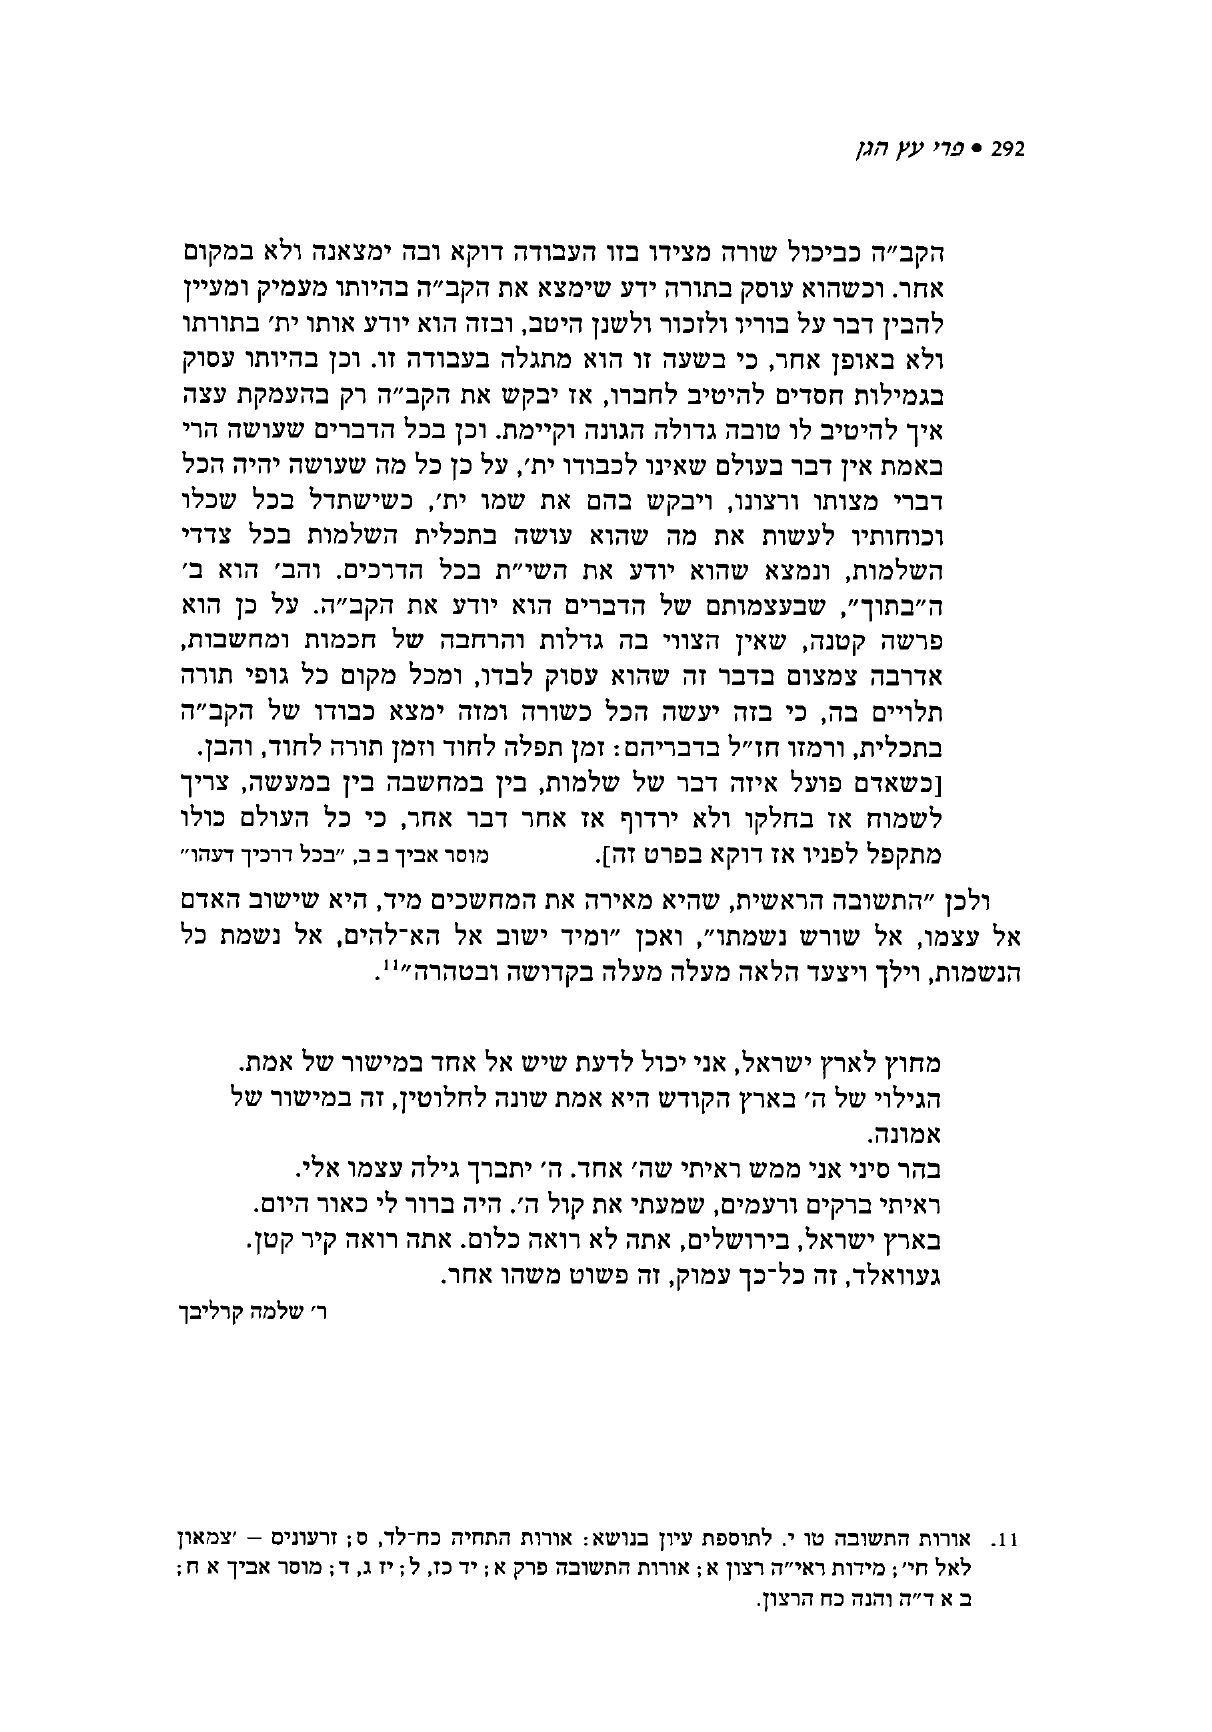 292 • פרי עץ הגן
הקב״ה כביכול שורה מצידו בזו העבודה דוקא ובה ימצאנה ולא במקום
אחר. וכשהוא עוסק בתורה ידע שימצא את הקב״ה בהיותו מעמיק ומעיין
להבין דבר על בוריו ולזכור ולשנן היטב, ובזה הוא יודע אותו ית׳ בתורתו
ולא באופן אחר, כי בשעה זו הוא מתגלה בעבודה זו. וכן בהיותו עסוק
בגמילות חסדים להיטיב לחברו, אז יבקש את הקב״ה רק בהעמקת עצה
איך להיטיב לו טובה גדולה הגונה וקיימת. וכן בכל הדברים שעושה הרי
באמת אין דבר בעולם שאינו לכבודו ית׳, על כן כל מה שעושה יהיה הכל
דברי מצותו ורצונו, ויבקש בהם את שמו ית׳, כשישתדל בכל שכלו
וכוחותיו לעשות את מה שהוא עושה בתכלית השלמות בכל צדדי
השלמות, ונמצא שהוא יודע את השי״ת בכל הדרכים. והב׳ הוא ב׳
ה״בתוך״, שבעצמותם של הדברים הוא יודע את הקב״ה. על כן הוא
פרשה קטנה, שאין הצווי בה גדלות והרחבה של חכמות ומחשבות,
אדרבה צמצום בדבר זה שהוא עסוק לבדו, ומכל מקום כל גופי תורה
תלויים בה, כי בזה יעשה הכל כשורה ומזה ימצא כבודו של הקב״ה
בתכלית, ורמזו חז״ל בדבריהם: זמן תפלה לחוד וזמן תורה לחוד, והבן.
[כשאדם פועל איזה דבר של שלמות, בין במחשבה בין במעשה, צריך
לשמוח אז בחלקו ולא ירדוף אז אחר דבר אחר, כי כל העולם כולו
מתקפל לפניו אז דוקא בפרט זה]. מוסר אביך ב ב, ״בכל דרכיך דעהו״
ולכן ״התשובה הראשית, שהיא מאירה את המחשכים מיד, היא שישוב האדם
אל עצמו, אל שורש נשמתו״, ואכן ״ומיד ישוב אל הא־להים, אל נשמת כל
הנשמות, וילך ויצעד הלאה מעלה מעלה בקדושה ובטהרה״11.
מחוץ לארץ ישראל, אני יכול לדעת שיש אל אחד במישור של אמת.
הגילוי של ה׳ בארץ הקודש היא אמת שונה לחלוטין, זה במישור של
אמונה.
בהר סיני אני ממש ראיתי שה׳ אחד. ה׳ יתברך גילה עצמו אלי.
ראיתי ברקים ורעמים, שמעתי את קול ה׳. היה ברור לי כאור היום.
בארץ ישראל, בירושלים, אתה לא רואה כלום. אתה רואה קיר קטן.
געוואלד, זה כל־כך עמוק, זה פשוט משהו אחר.
ר׳ שלמה קרליבך
11. אורות התשובה טו י. לתוספת עיון בנושא: אורות התחיה כח־לד, ס; זרעונים – ׳צמאון
לאל חי׳; מידות ראי״ה רצון א; אורות התשובה פרק א; יד כז, ל; יז ג, ד; מוסר אביך א ח;
ב א ד״ה והנה כח הרצון.